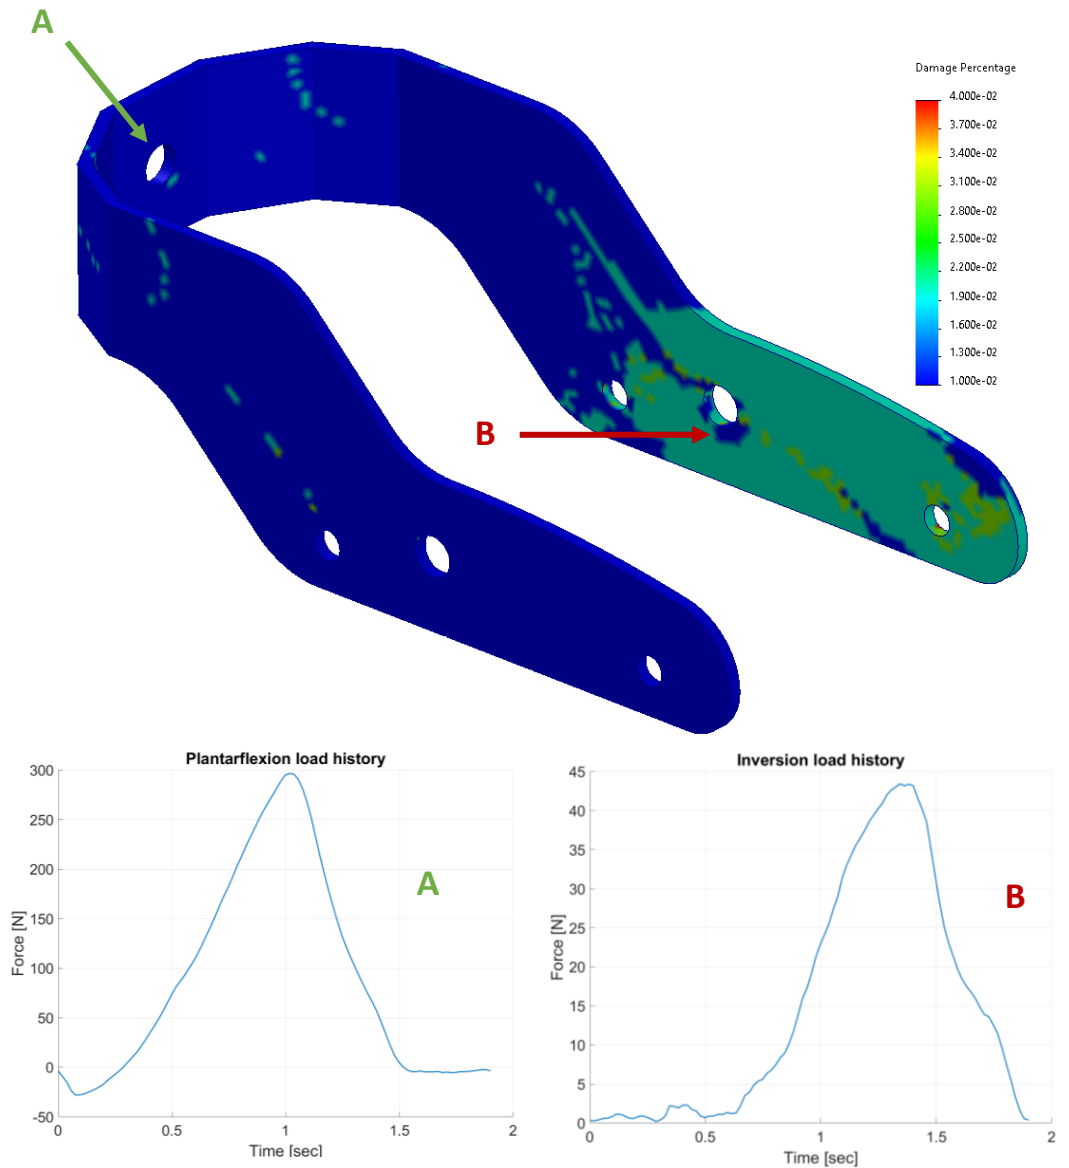 A
Damage Percentage
4.000e-02
3.700e-02
3.400e-02
3.100e-02
2.800e-02
2.500e-02
2.200e-02
1.900e-02
1.600e-02
1.300e-02
1.000e-02
B
Plantarflexion load history
300
250
200
150
100
50
0
-50
0
0.5
1
1.5
2
Force [N]
Time [sec]
A
Inversion load history
45
40
35
30
25
20
15
10
5
0
0
0.5
1
1.5
2
Force [N]
Time [sec]
B